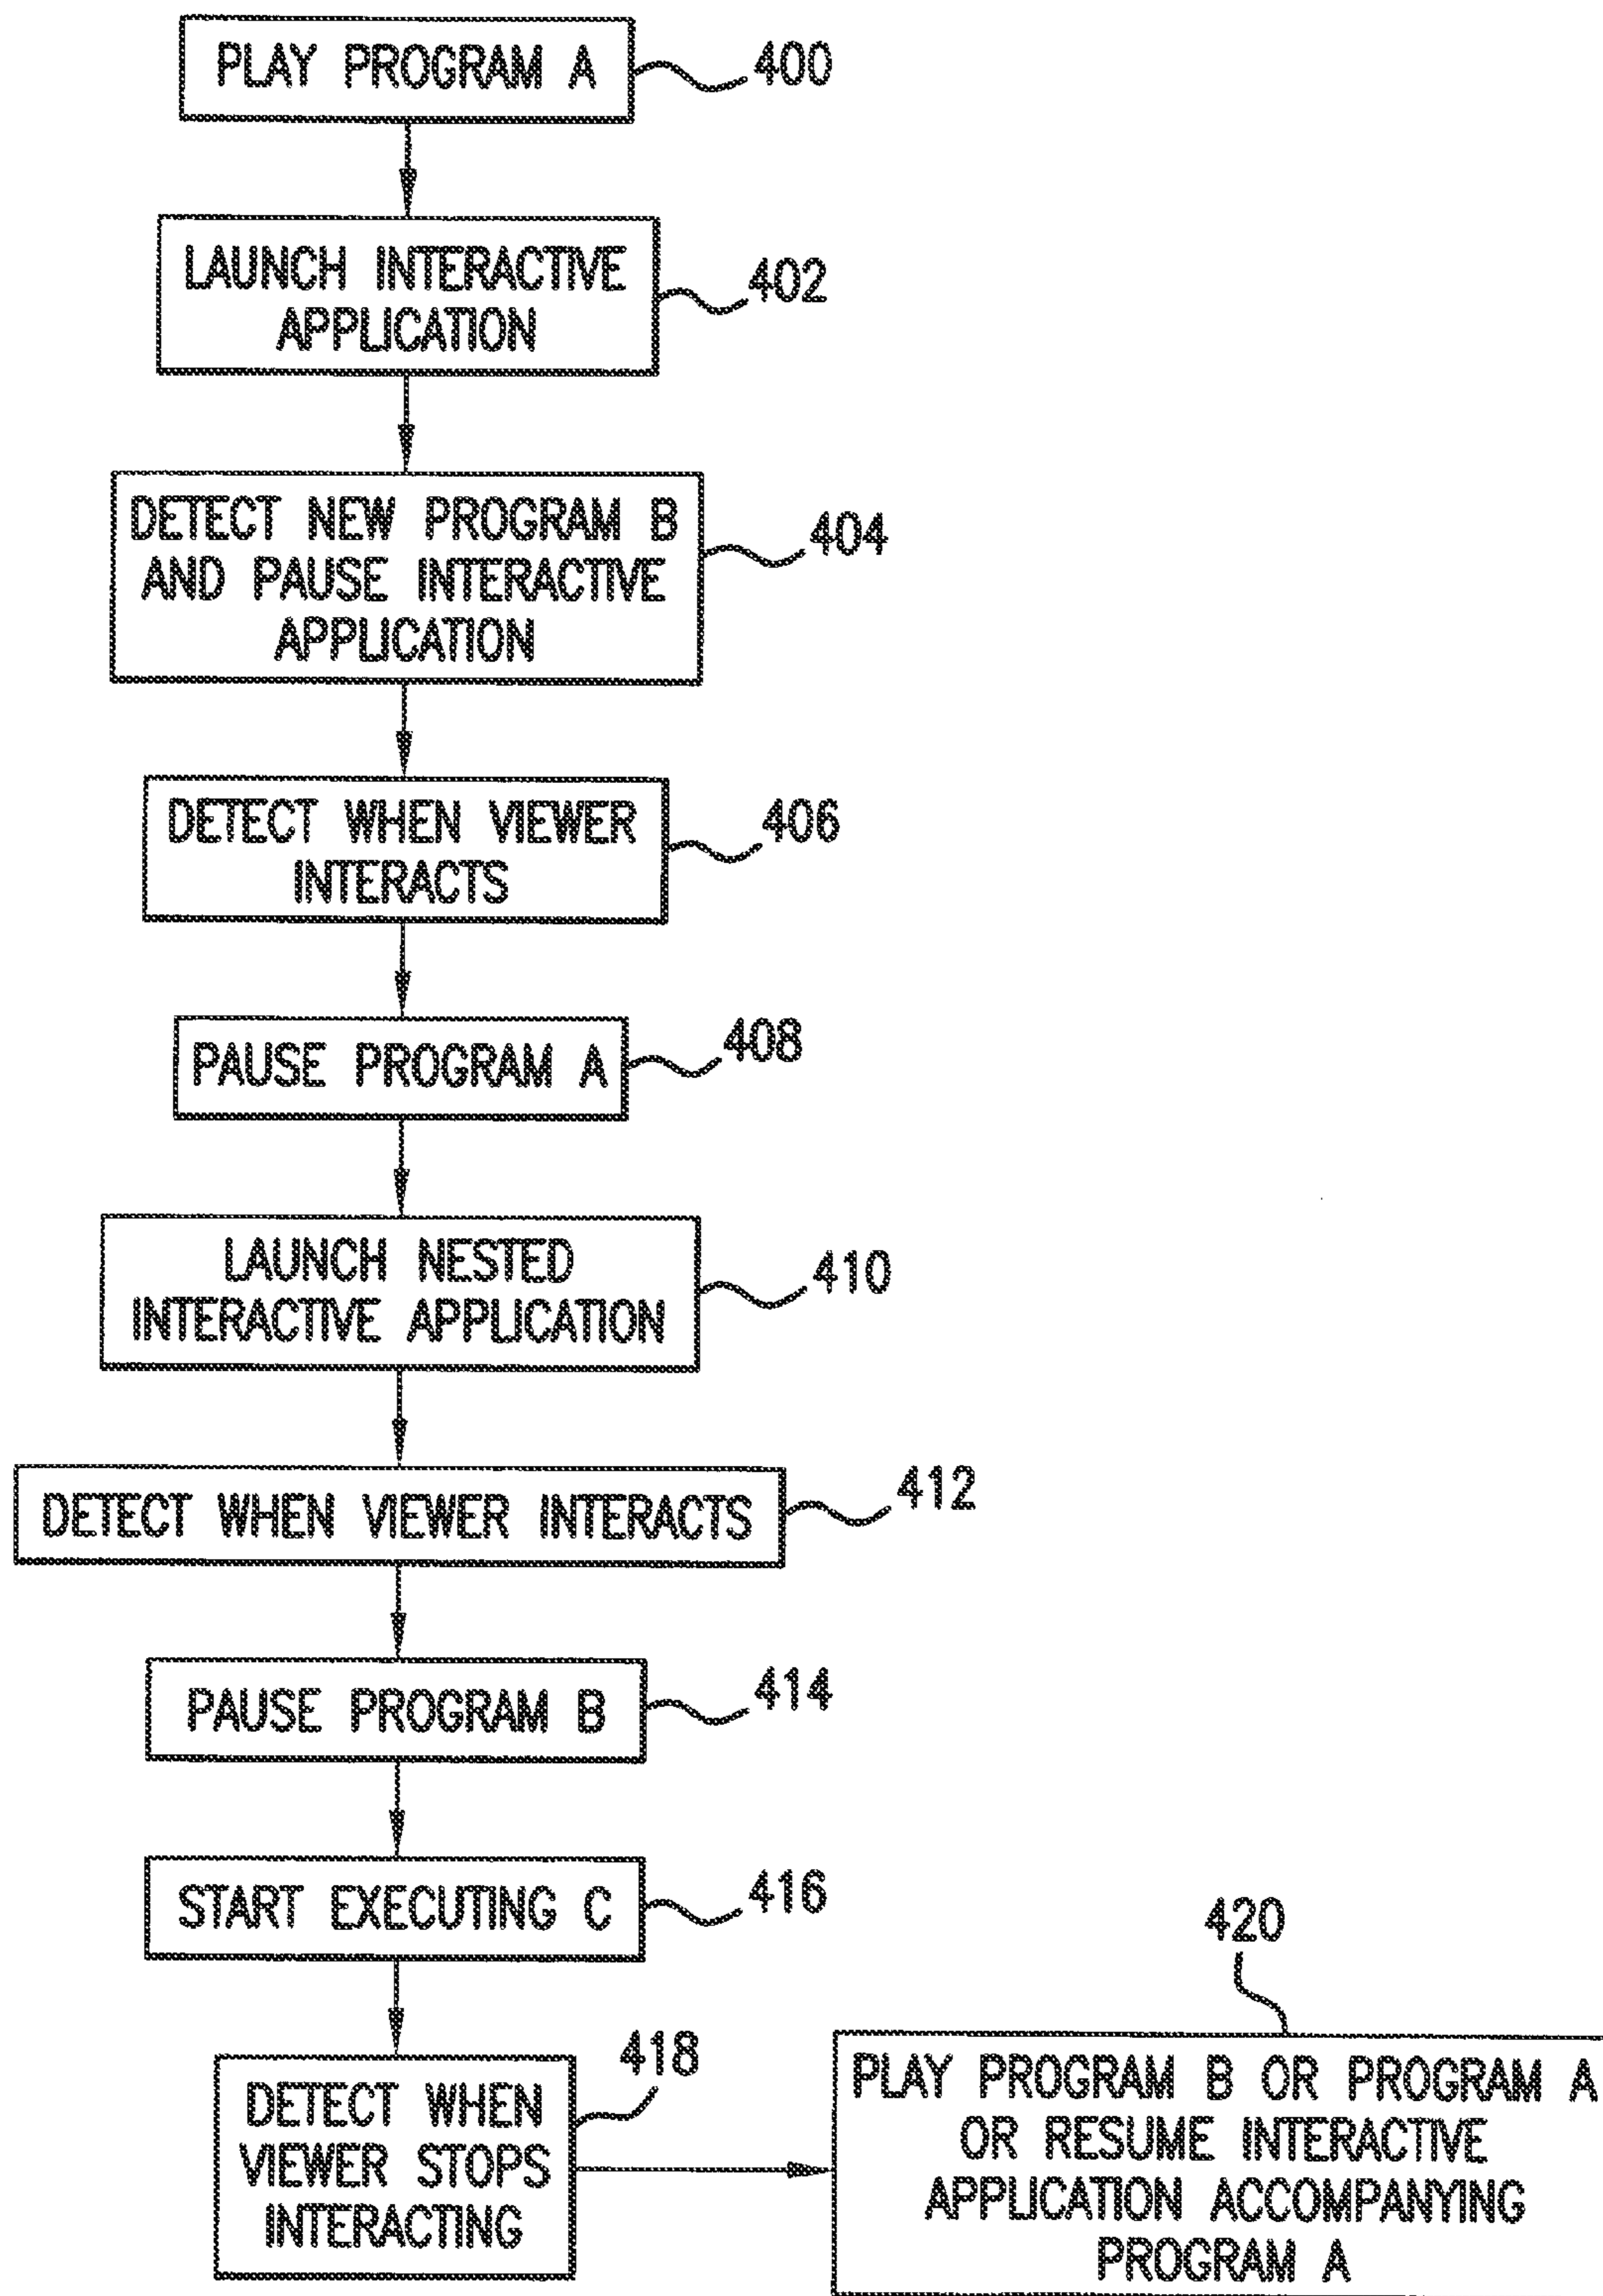 PLAY PROGRAM A
400
LAUNCH INTERACTIVE
APPLICATION
402
DETECT NEW PROGRAM B
AND PAUSE INTERACTIVE
APPLICATION
404
DETECT WHEN VIEWER
INTERACTS
406
PAUSE PROGRAM A
408
LAUNCH NESTED
INTERACTIVE APPLICATION
410
DETECT WHEN VIEWER INTERACTS
412
PAUSE PROGRAM B
414
START EXECUTING C
416
DETECT WHEN
VIEWER STOPS
INTERACTING
418
420
PLAY PROGRAM B OR PROGRAM A
OR RESUME INTERACTIVE
APPLICATION ACCOMPANYING
PROGRAM A